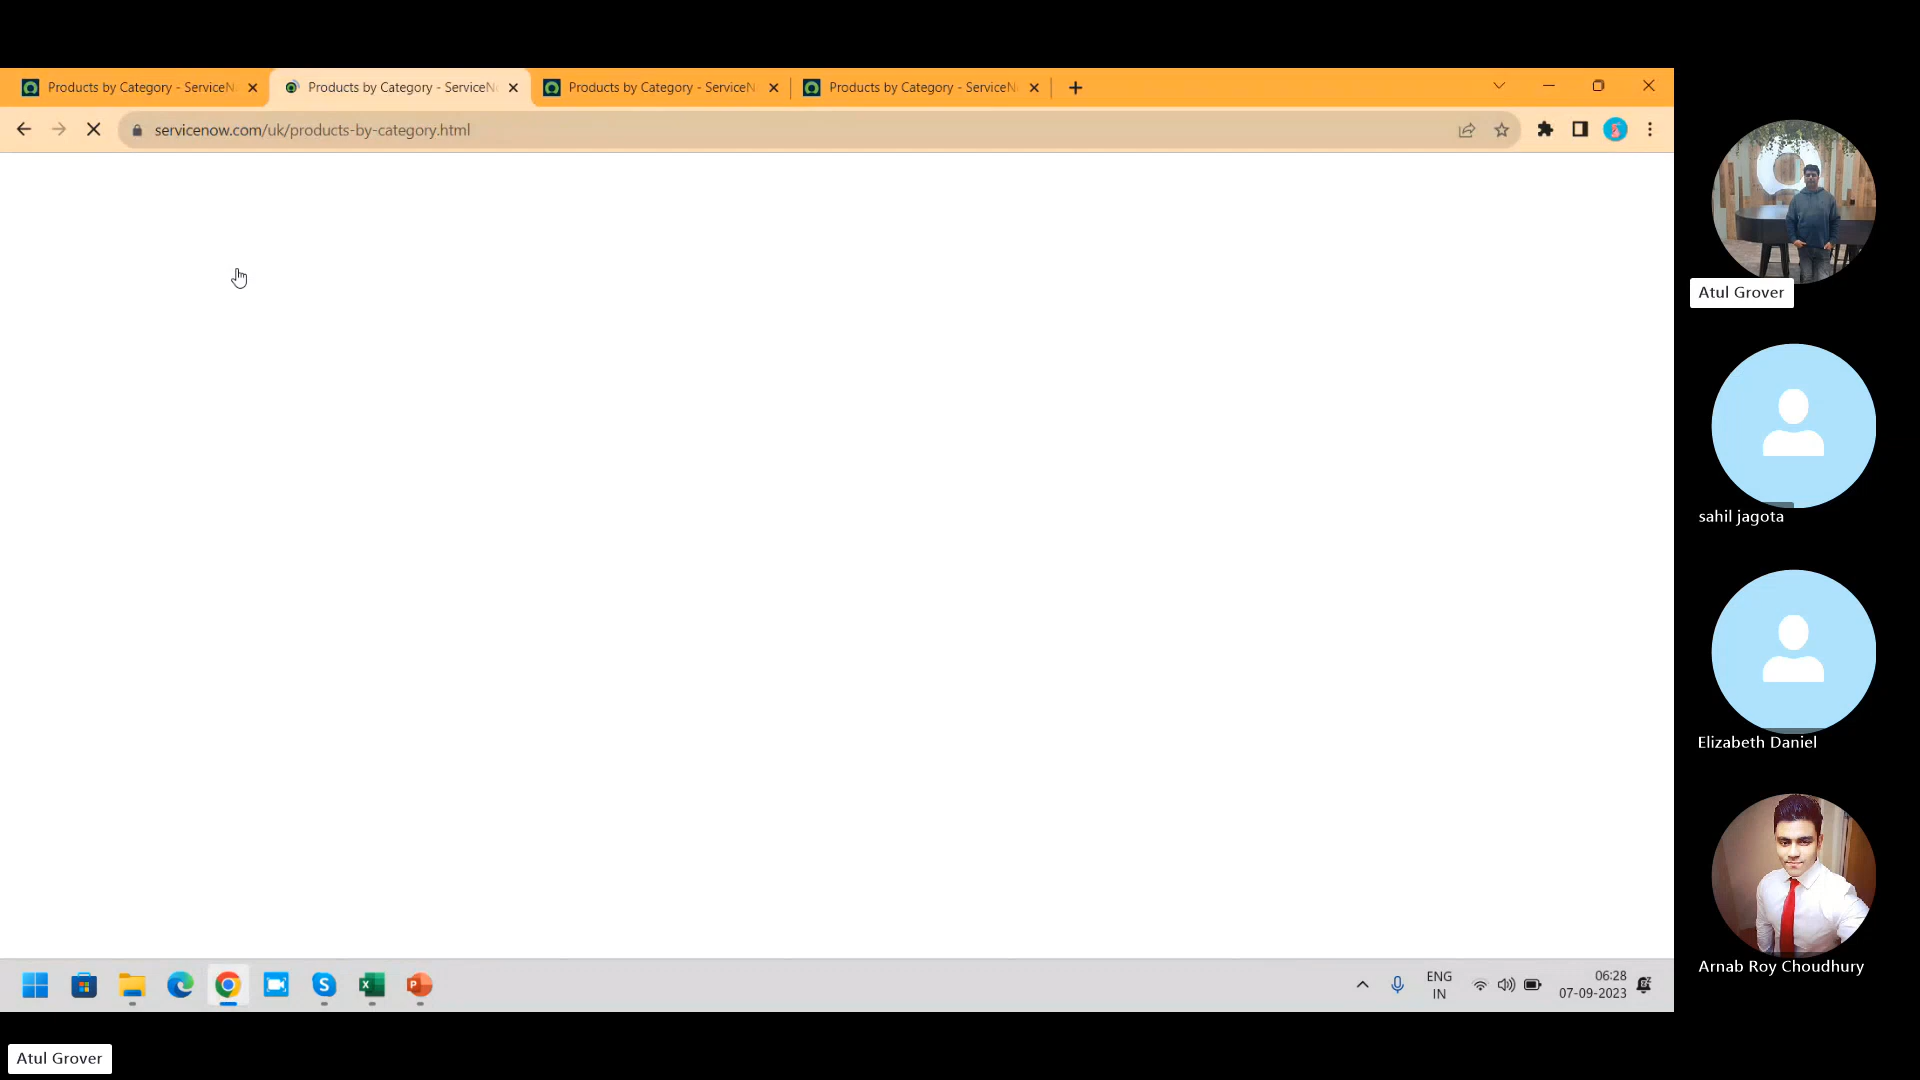 Products by Category - ServiceN
Products by Category - ServiceN
Products by Category - ServiceN
Products by Category - ServiceN
servicenow.com/uk/products-by-category.html
Atul Grover
sahil jagota
Elizabeth Daniel
Arnab Roy Choudhury
ENG
IN
06:28
07-09-2023
Atul Grover